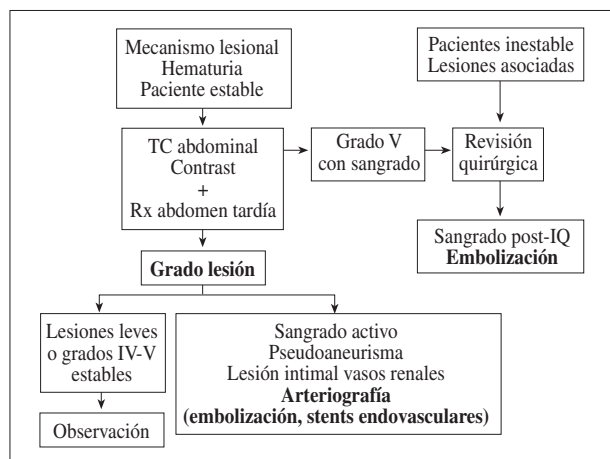 Mecanismo lesional
Hematuria
Paciente estable
Pacientes inestable
Lesiones asociadas
TC abdominal
Contrast
+
Rx abdomen tardía
Grado V
con sangrado
Revisión
quirúrgica
Sangrado post-IQ
Embolización
Grado lesión
Lesiones leves
o grados IV-V
estables
Sangrado activo
Pseudoaneurisma
Lesión intimal vasos renales
Arteriografía
(embolización, stents endovasculares)
Observación